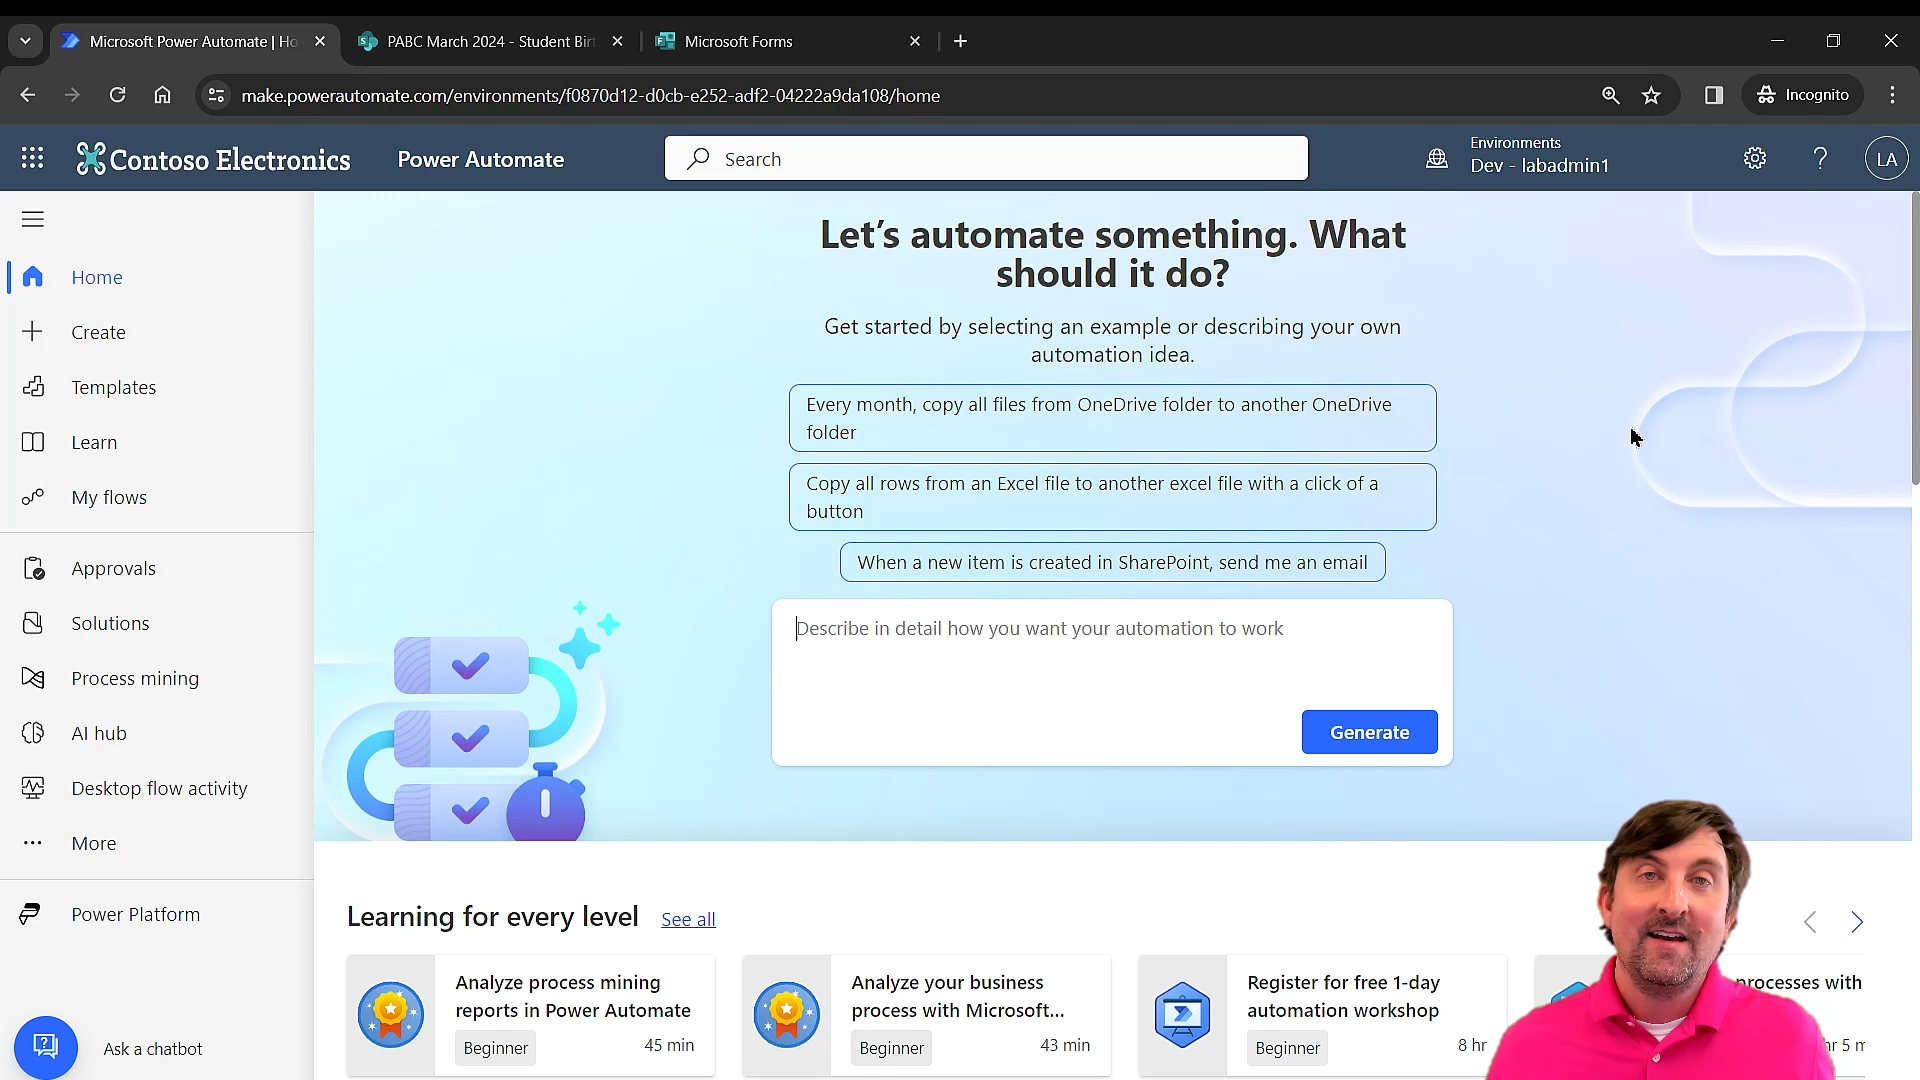 Microsoft Power Automate | Ho
PABC March 2024 - Student Birt
Microsoft Forms
make.powerautomate.com/environments/f0870d12-d0cb-e252-adf2-04222a9da108/home
Incognito
Contoso Electronics
Power Automate
Search
Environments
Dev - labadmin1
LA
Home
Create
Templates
Learn
My flows
Approvals
Solutions
Process mining
AI hub
Desktop flow activity
More
Power Platform
Ask a chatbot
Let’s automate something. What
should it do?
Get started by selecting an example or describing your own
automation idea.
Every month, copy all files from OneDrive folder to another OneDrive
folder
Copy all rows from an Excel file to another excel file with a click of a
button
When a new item is created in SharePoint, send me an email
Describe in detail how you want your automation to work
Generate
Learning for every level
See all
Analyze process mining
reports in Power Automate
Beginner
45 min
Analyze your business
process with Microsoft...
Beginner
43 min
Register for free 1-day
automation workshop
Beginner
8 hr
processes with
hr 5 m